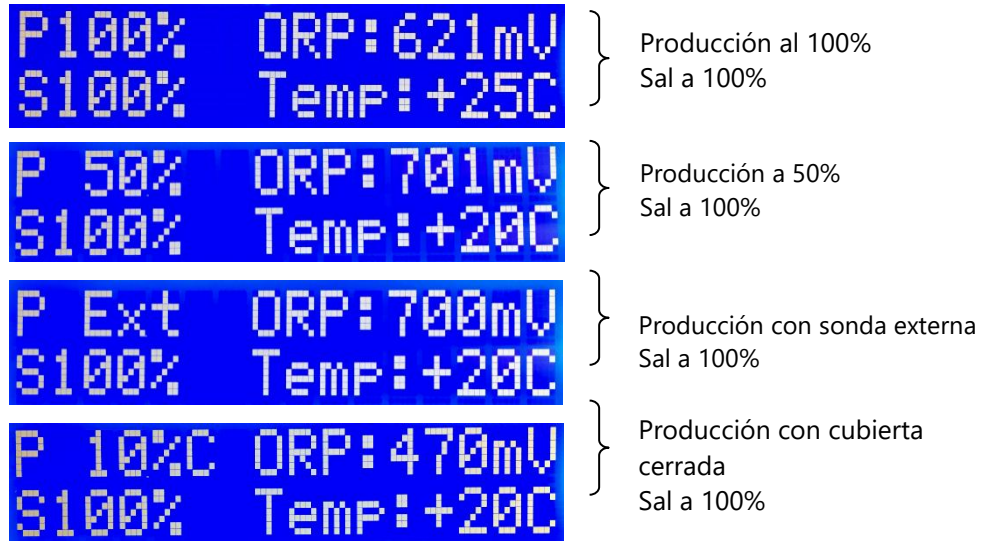 P100% ORP:621mV
S100% Temp:+25C
Producción al 100%
Sal a 100%
P 50% ORP:701mV
S100% Temp:+20C
Producción a 50%
Sal a 100%
P Ext ORP:700mV
S100% Temp:+20C
Producción con sonda externa
Sal a 100%
P 10%C ORP:470mV
S100% Temp:+20C
Producción con cubierta
cerrada
Sal a 100%